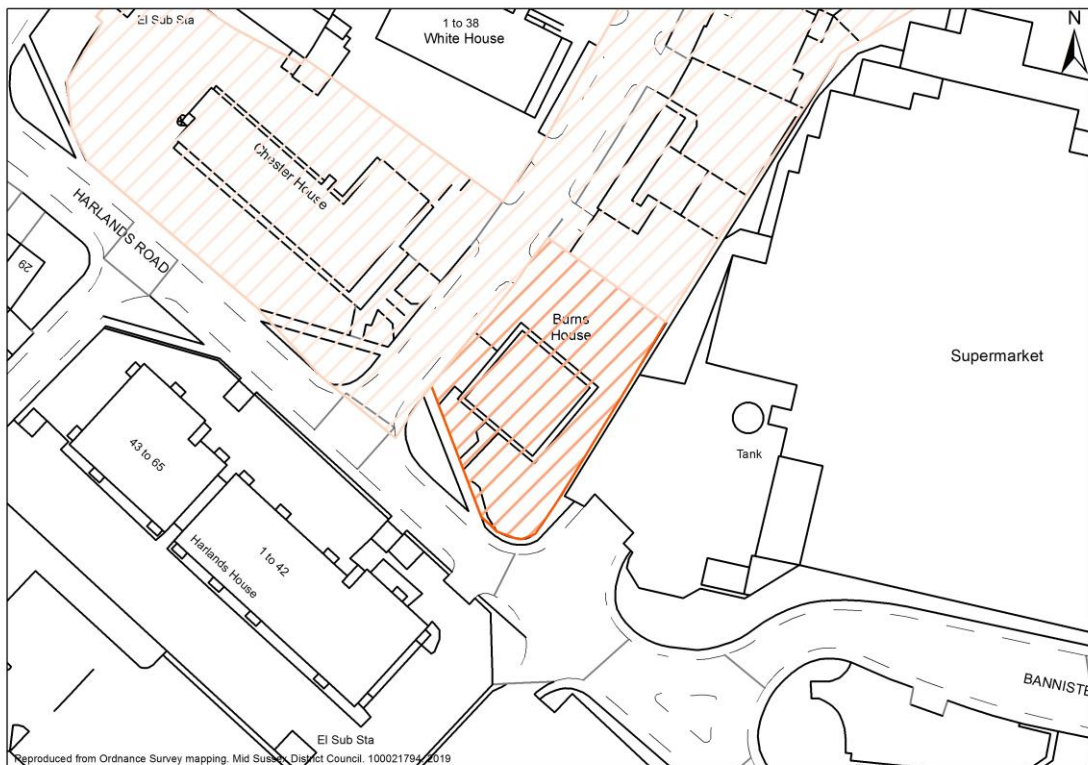 El Sub Sta
1 to 38
White House
N
Chester House
HARLANDS ROAD
29
Burns
House
Supermarket
Tank
43 to 65
1 to 42
Harlands House
BANNISTE
El Sub Sta
Reproduced from Ordnance Survey mapping. Mid Sussex District Council. 100021794, 2019